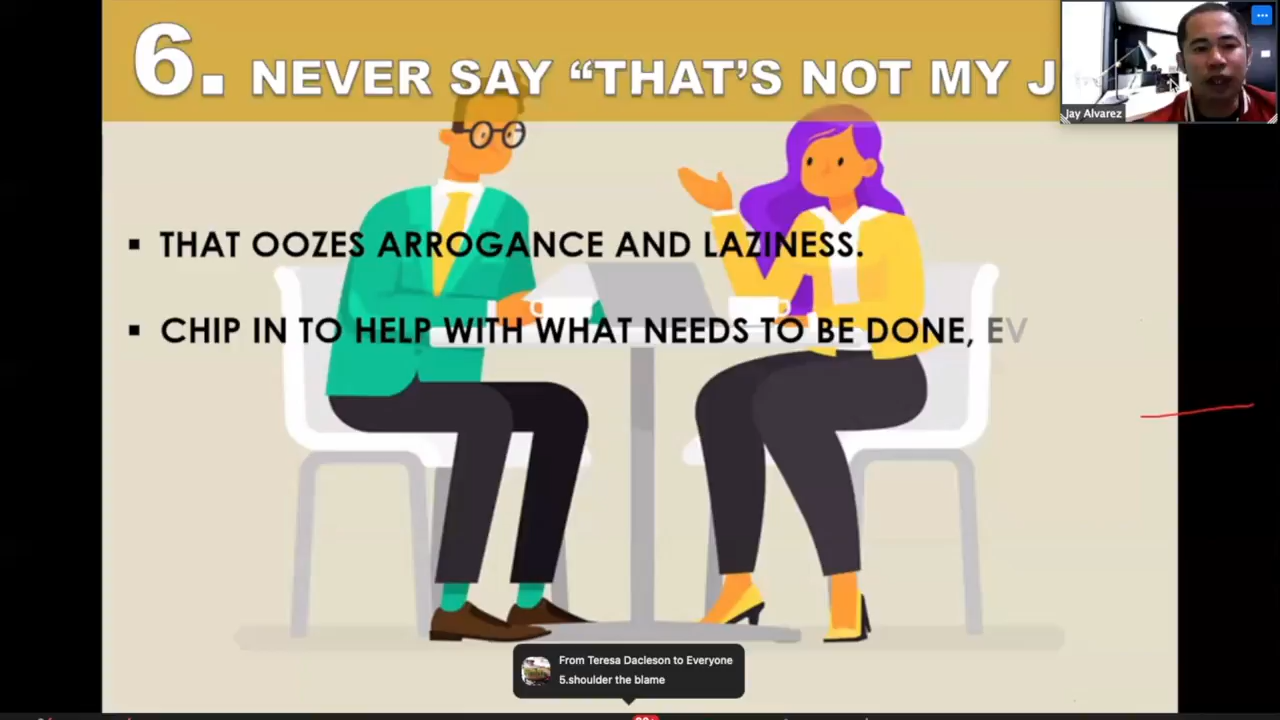 6. NEVER SAY “THAT’S NOT MY J
Jay Alvarez
▪ THAT OOZES ARROGANCE AND LAZINESS.
▪ CHIP IN TO HELP WITH WHAT NEEDS TO BE DONE, EV
From Teresa Dacleson to Everyone
5.shoulder the blame